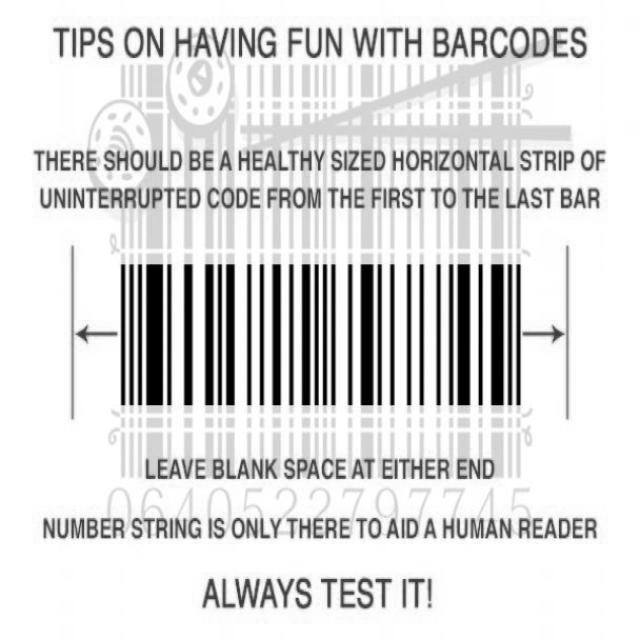 TIPS ON HAVING FUN WITH BARCODES
THERE SHOULD BE A HEALTHY SIZED HORIZONTAL STRIP OF
UNINTERRUPTED CODE FROM THE FIRST TO THE LAST BAR
LEAVE BLANK SPACE AT EITHER END
0640522797745
NUMBER STRING IS ONLY THERE TO AID A HUMAN READER
ALWAYS TEST IT!